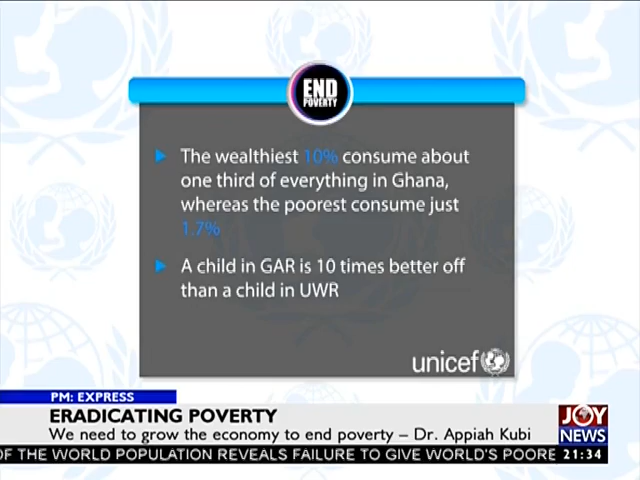 END
POVERTY
The wealthiest 10% consume about
one third of everything in Ghana,
whereas the poorest consume just
1.7%
A child in GAR is 10 times better off
than a child in UWR
unicef
PM: EXPRESS
ERADICATING POVERTY
We need to grow the economy to end poverty – Dr. Appiah Kubi
JOY
NEWS
OF THE WORLD POPULATION REVEALS FAILURE TO GIVE WORLD'S POORE
21:34